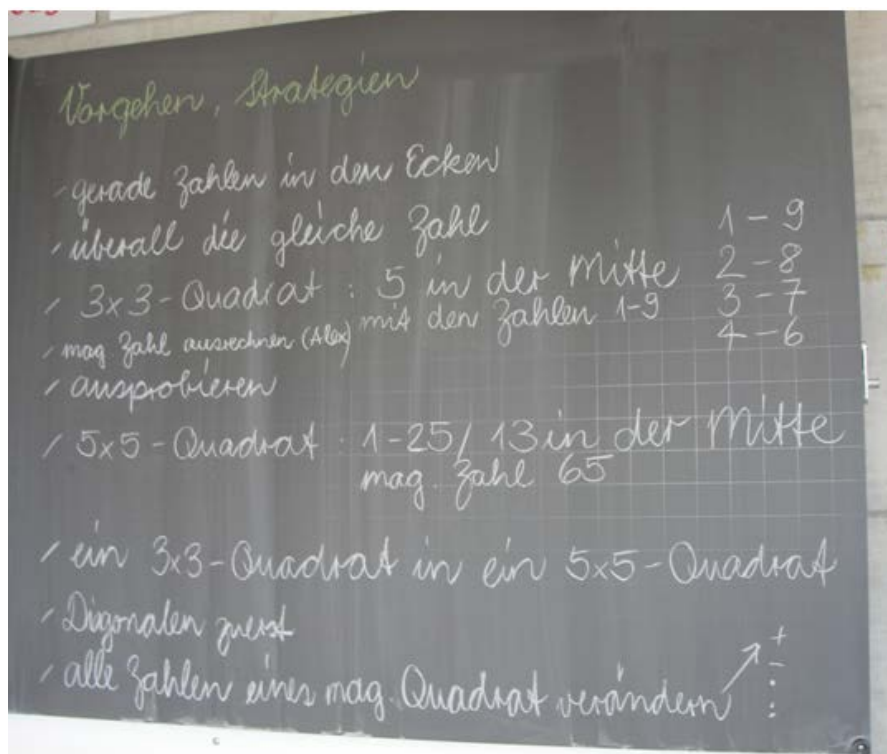 Vorgehen, Strategien
- gerade Zahlen in den Ecken
- überall die gleiche Zahl
- 3x3-Quadrat : 5 in der Mitte
mit den Zahlen 1-9
1 - 9
2 - 8
3 - 7
4 - 6
- mag Zahl ausrechnen (Alex)
- ausprobieren
- 5x5-Quadrat : 1-25 / 13 in der Mitte
mag. Zahl 65
- ein 3x3-Quadrat in ein 5x5-Quadrat
- Digonalen zuerst
- alle Zahlen eines mag. Quadrat verändern ↗ + - · :